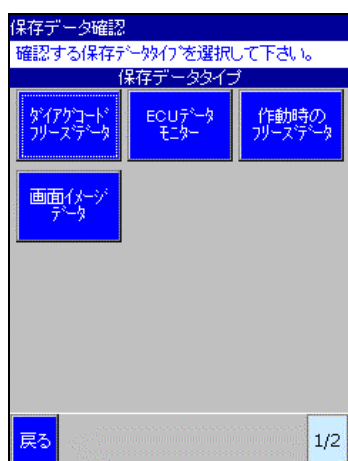 保存データ確認
確認する保存ﾃﾞｰﾀﾀｲﾌﾟを選択して下さい。
保存データタイプ
ﾀﾞｲｱｸﾞｺｰﾄﾞ
ﾌﾘｰｽﾞﾃﾞｰﾀ
ECUﾃﾞｰﾀ
ﾓﾆﾀｰ
作動時の
ﾌﾘｰｽﾞﾃﾞｰﾀ
画面ｲﾒｰｼﾞ
ﾃﾞｰﾀ
戻る
1/2